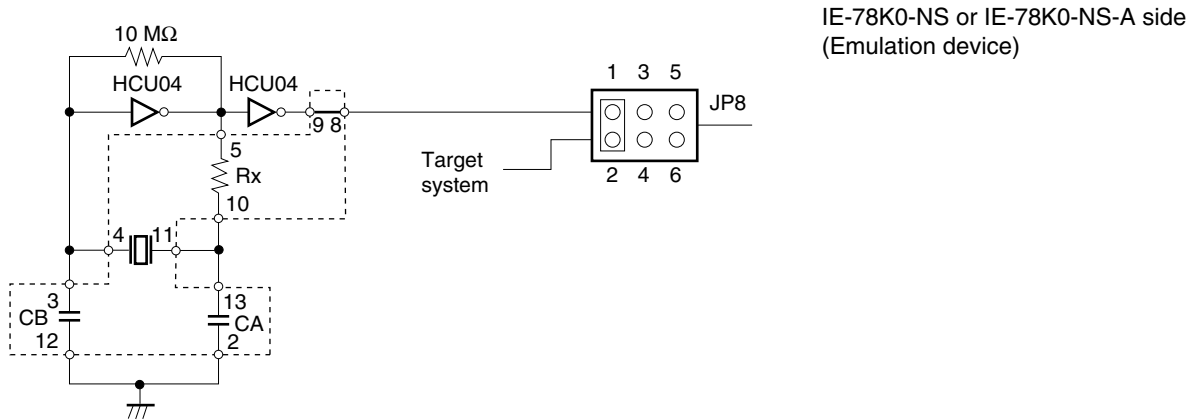 IE-78K0-NS or IE-78K0-NS-A side
(Emulation device)
10 MΩ
HCU04 HCU04
1 3 5
JP8
9 8
5
Target
system
Rx
2 4 6
10
4 11
3 13
CB CA
12 2